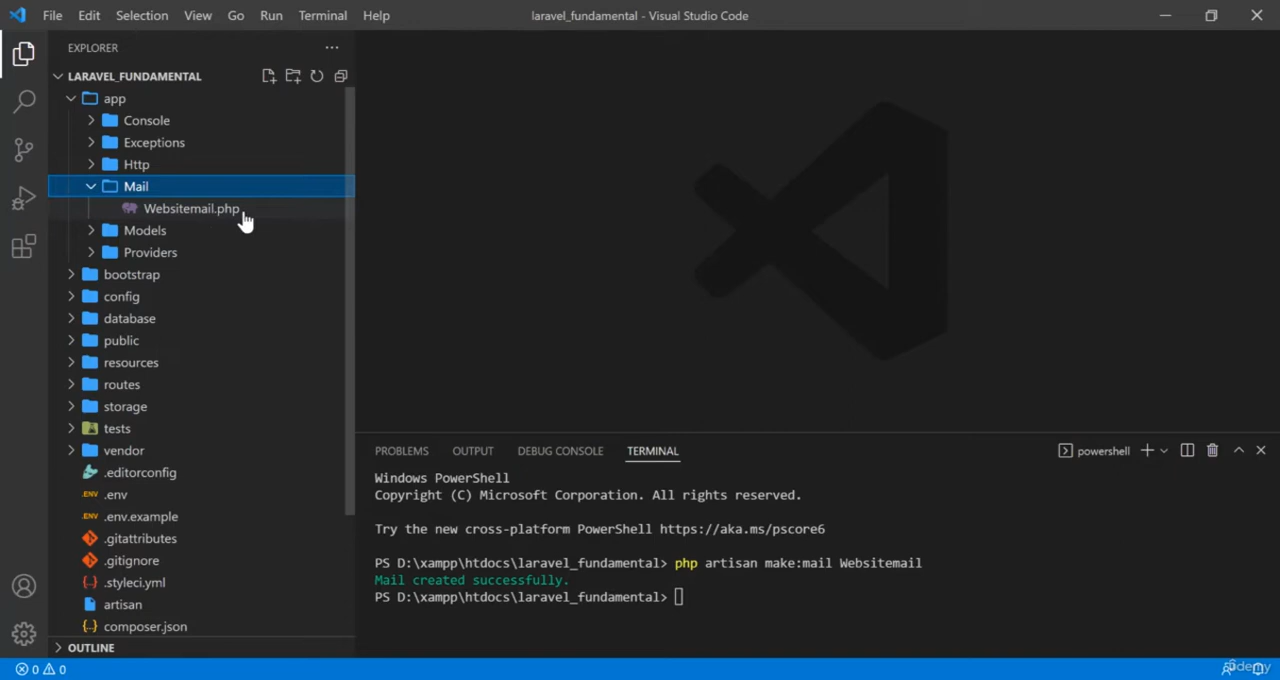 File Edit Selection View Go Run Terminal Help laravel_fundamental - Visual Studio Code
EXPLORER
LARAVEL_FUNDAMENTAL
app
Console
Exceptions
Http
Mail
Websitemail.php
Models
Providers
bootstrap
config
database
public
resources
routes
storage
tests
vendor
.editorconfig
.ENV .env
.ENV .env.example
.gitattributes
.gitignore
{..} .styleci.yml
artisan
{..} composer.json
OUTLINE
PROBLEMS OUTPUT DEBUG CONSOLE TERMINAL powershell
Windows PowerShell
Copyright (C) Microsoft Corporation. All rights reserved.
Try the new cross-platform PowerShell https://aka.ms/pscore6
PS D:\xampp\htdocs\laravel_fundamental> php artisan make:mail Websitemail
Mail created successfully.
PS D:\xampp\htdocs\laravel_fundamental>
0 0
ûdemy